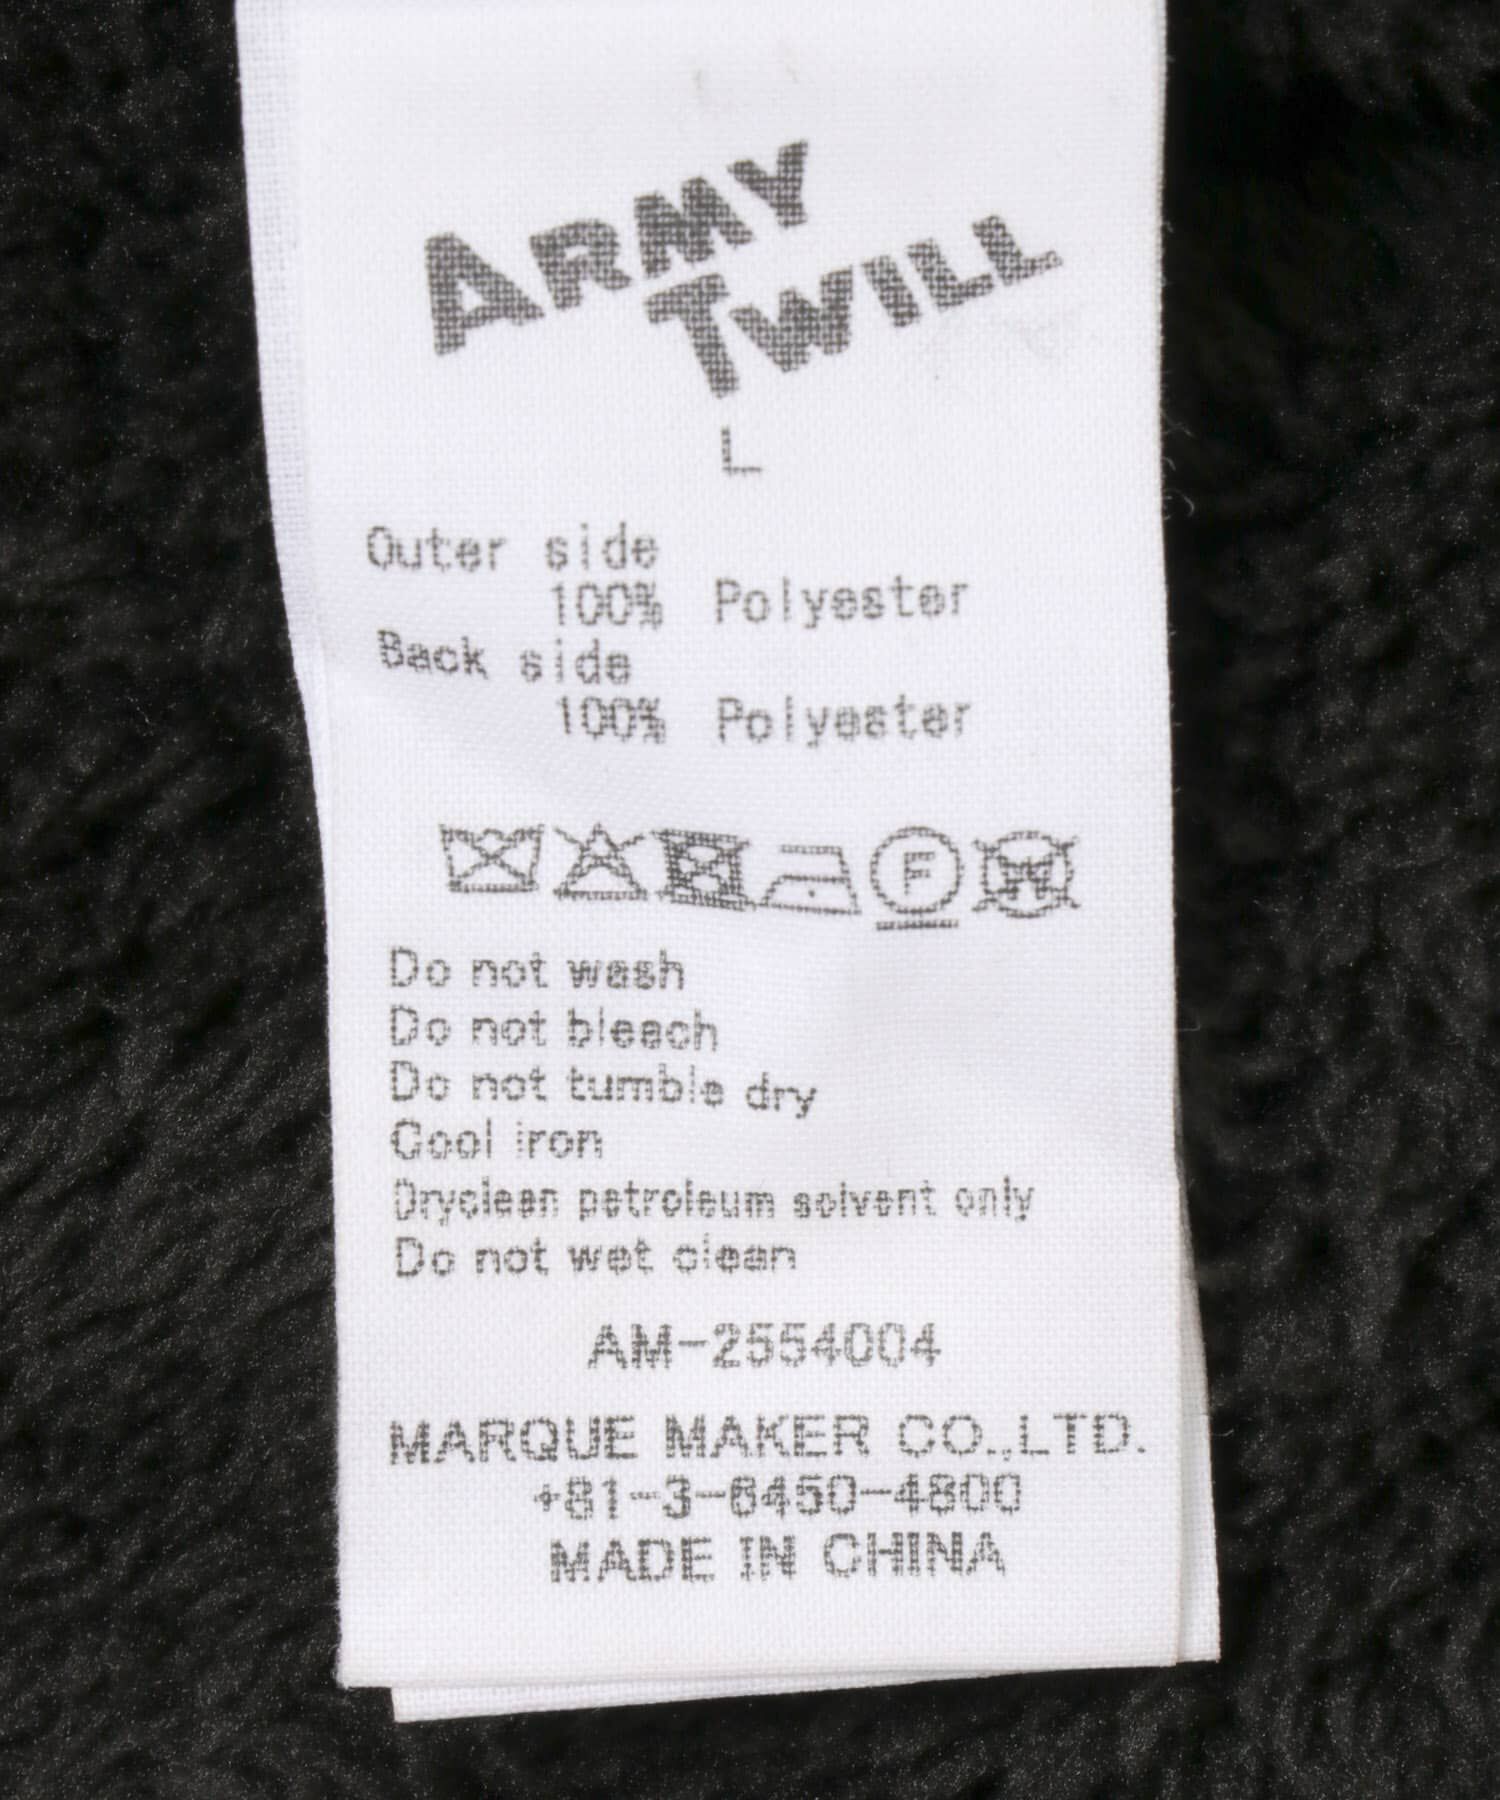 ARMY
TWILL
L
Outer side
100% Polyester
Back side
100% Polyester
F W
Do not wash
Do not bleach
Do not tumble dry
Cool iron
Dryclean petroleum solvent only
Do not wet clean
AM-2554004
MARQUE MAKER CO.,LTD.
+81-3-6450-4800
MADE IN CHINA